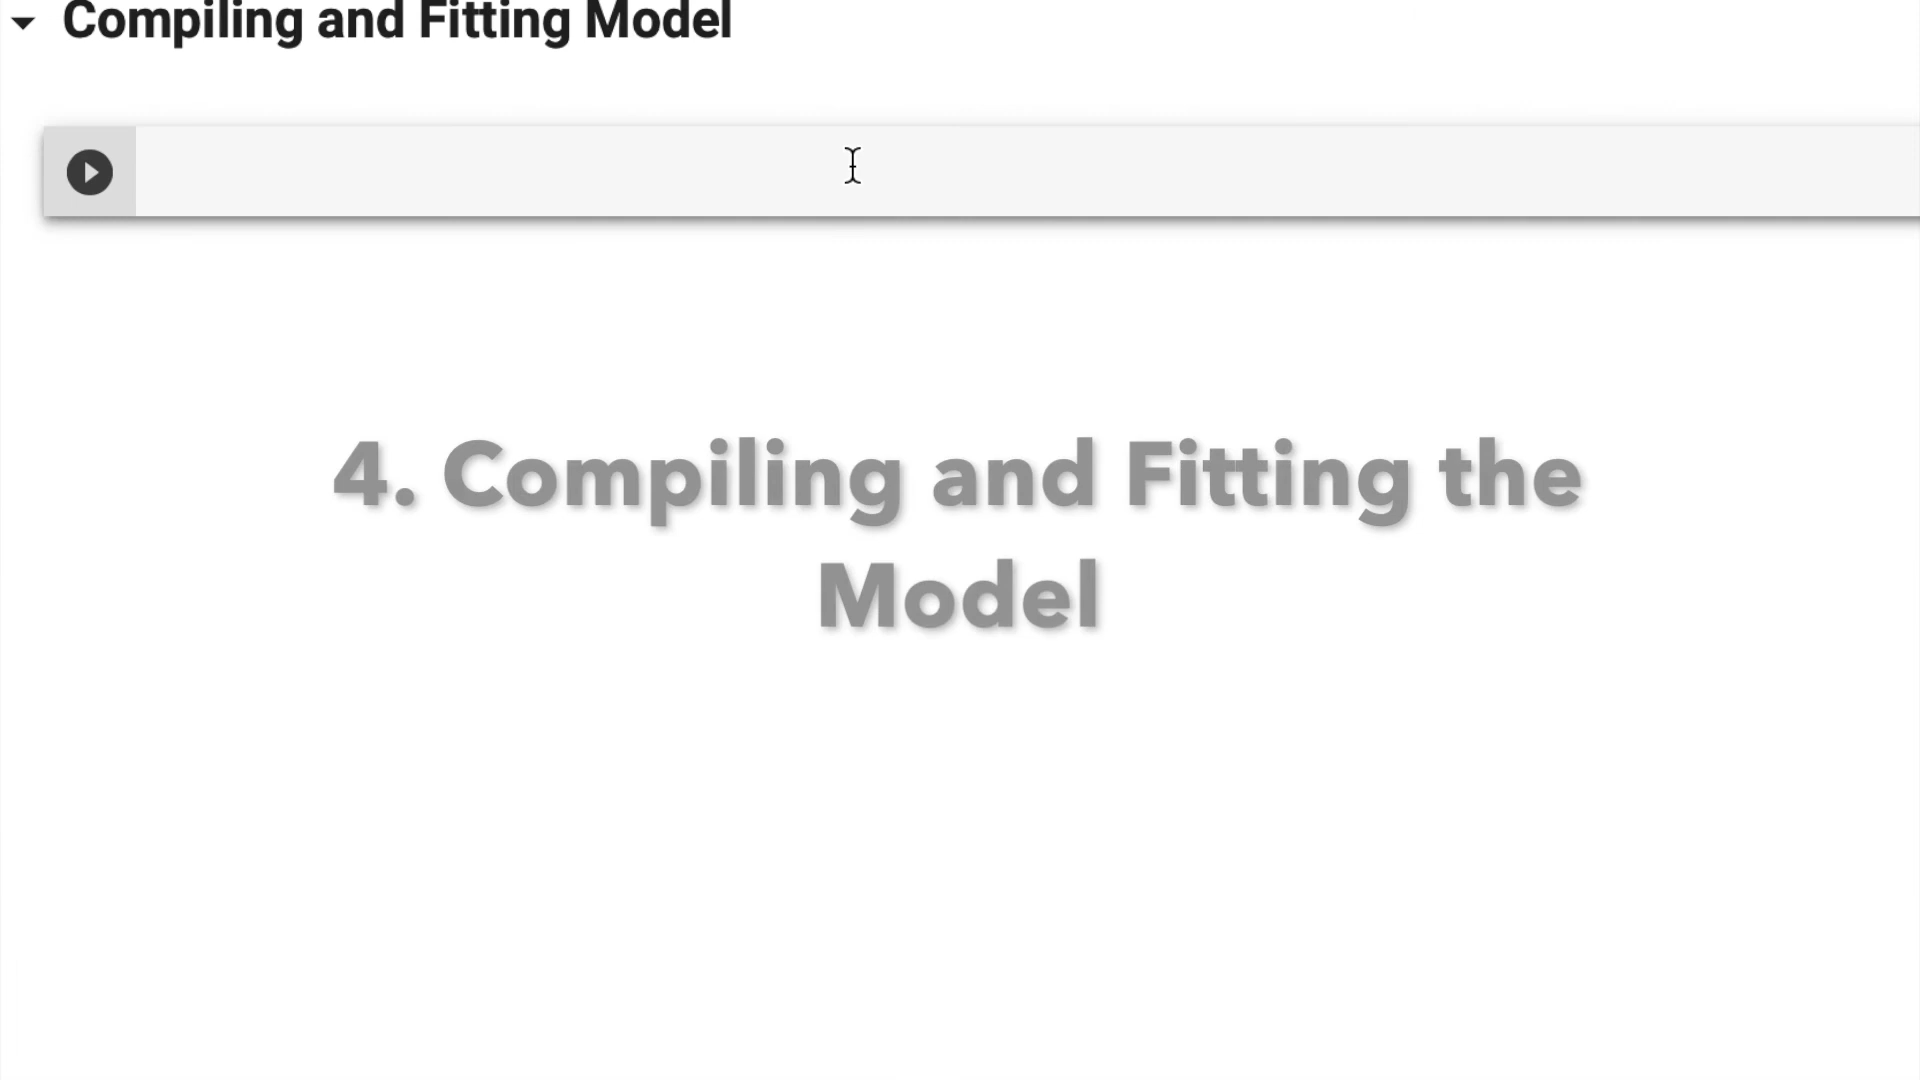 Compiling and Fitting Model
4. Compiling and Fitting the
Model